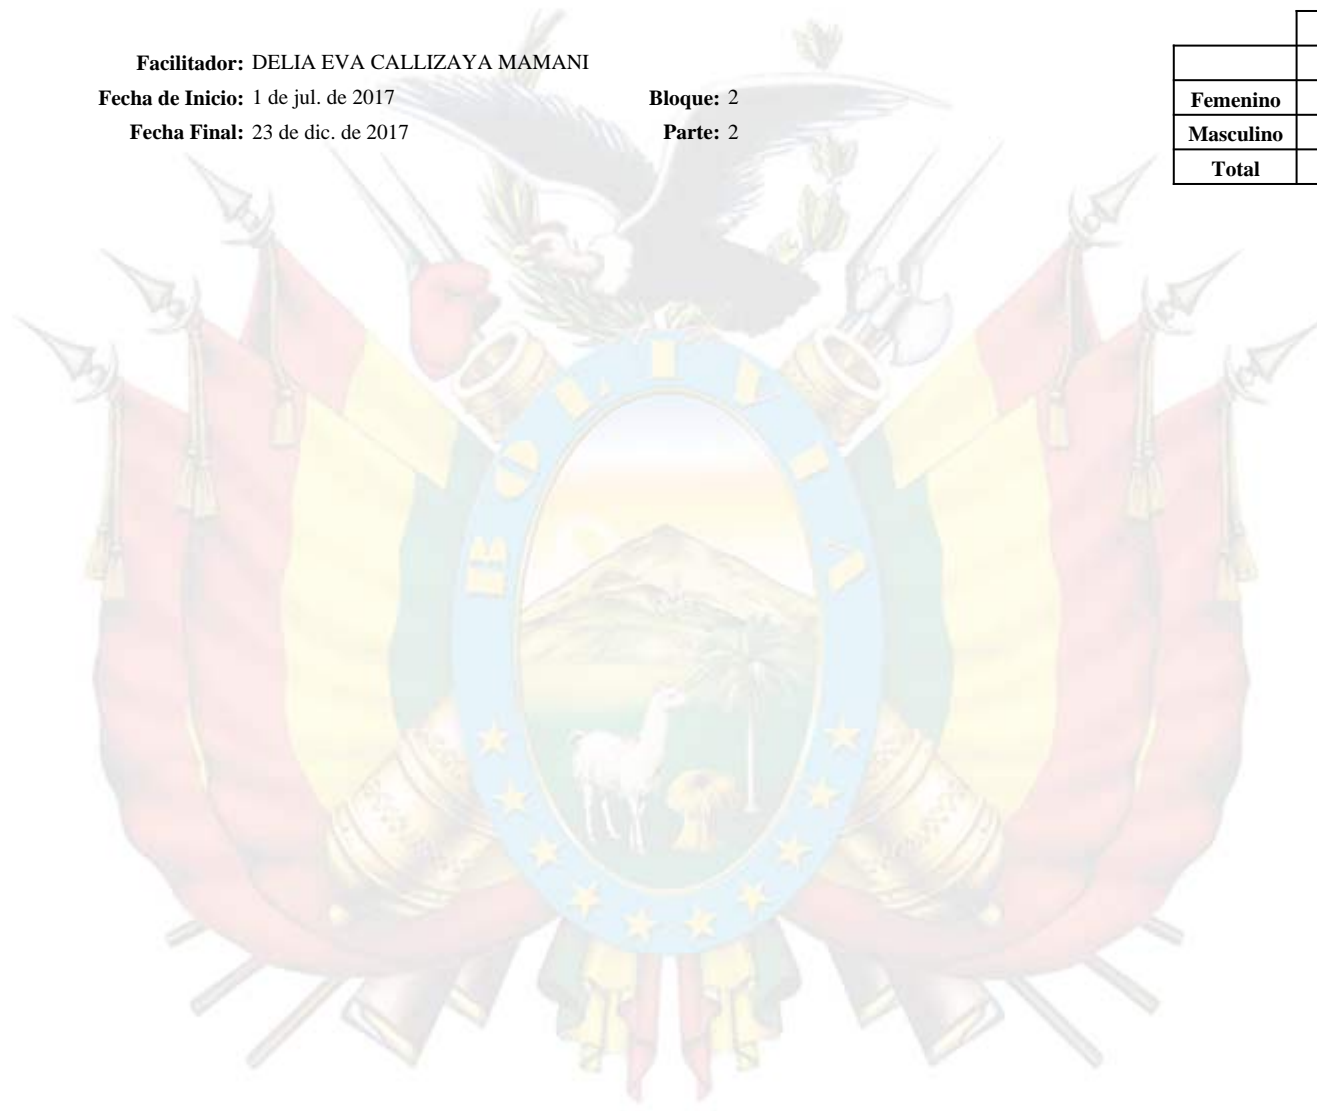 Facilitador: DELIA EVA CALLIZAYA MAMANI
Fecha de Inicio: 1 de jul. de 2017 Bloque: 2
Fecha Final: 23 de dic. de 2017 Parte: 2
Femenino
Masculino
Total
BOLIVIA